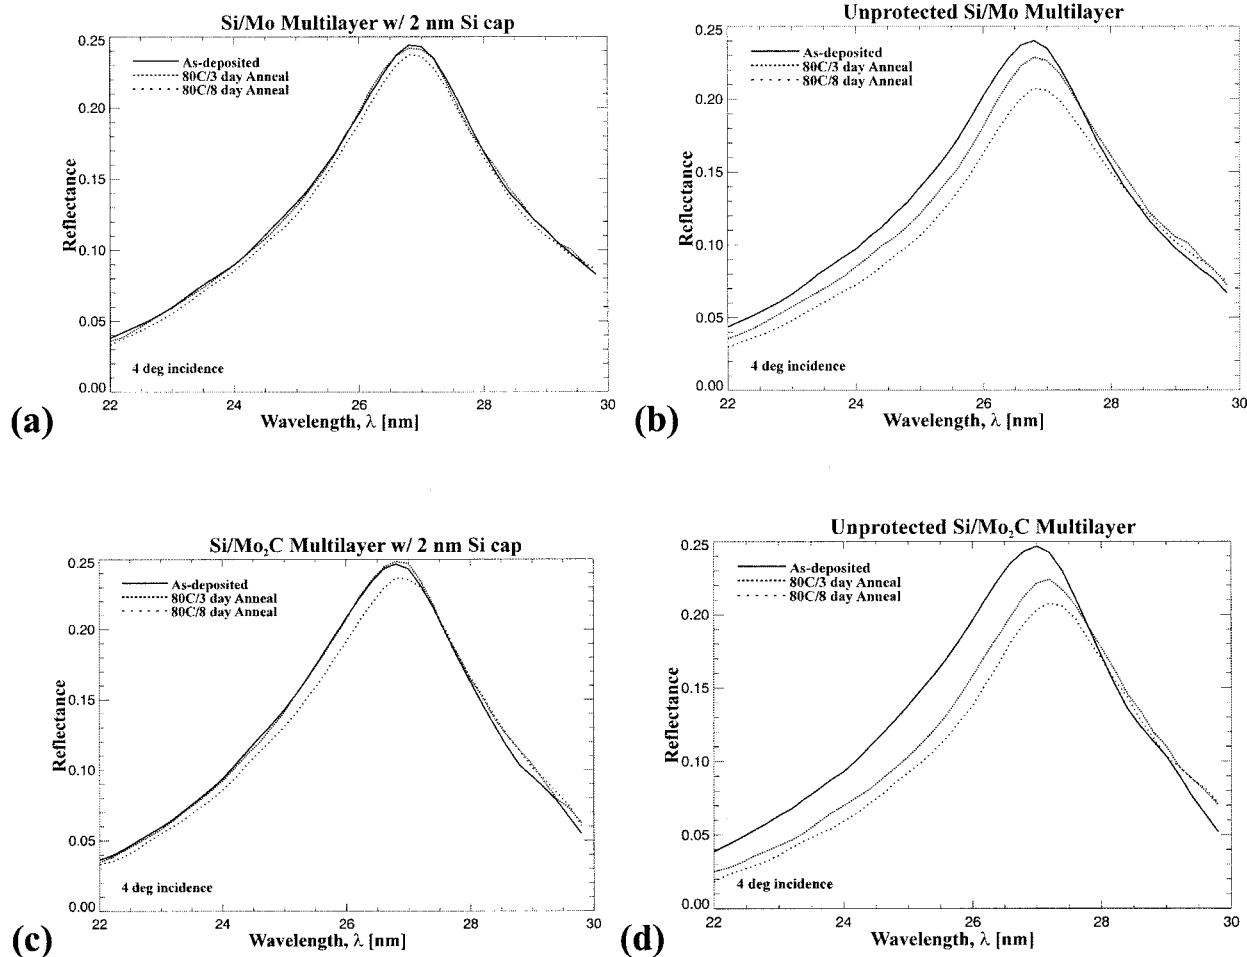 Si/Mo Multilayer w/ 2 nm Si cap
0.25
0.20
0.15
0.10
0.05
0.00
Reflectance
As-deposited
80C/3 day Anneal
80C/8 day Anneal
4 deg incidence
22 24 26 28 30
Wavelength, λ [nm]
(a)
Unprotected Si/Mo Multilayer
0.25
0.20
0.15
0.10
0.05
0.00
Reflectance
As-deposited
80C/3 day Anneal
80C/8 day Anneal
4 deg incidence
22 24 26 28 30
Wavelength, λ [nm]
(b)
Si/Mo₂C Multilayer w/ 2 nm Si cap
0.25
0.20
0.15
0.10
0.05
0.00
Reflectance
As-deposited
80C/3 day Anneal
80C/8 day Anneal
4 deg incidence
22 24 26 28 30
Wavelength, λ [nm]
(c)
Unprotected Si/Mo₂C Multilayer
0.25
0.20
0.15
0.10
0.05
0.00
Reflectance
As-deposited
80C/3 day Anneal
80C/8 day Anneal
4 deg incidence
22 24 26 28 30
Wavelength, λ [nm]
(d)